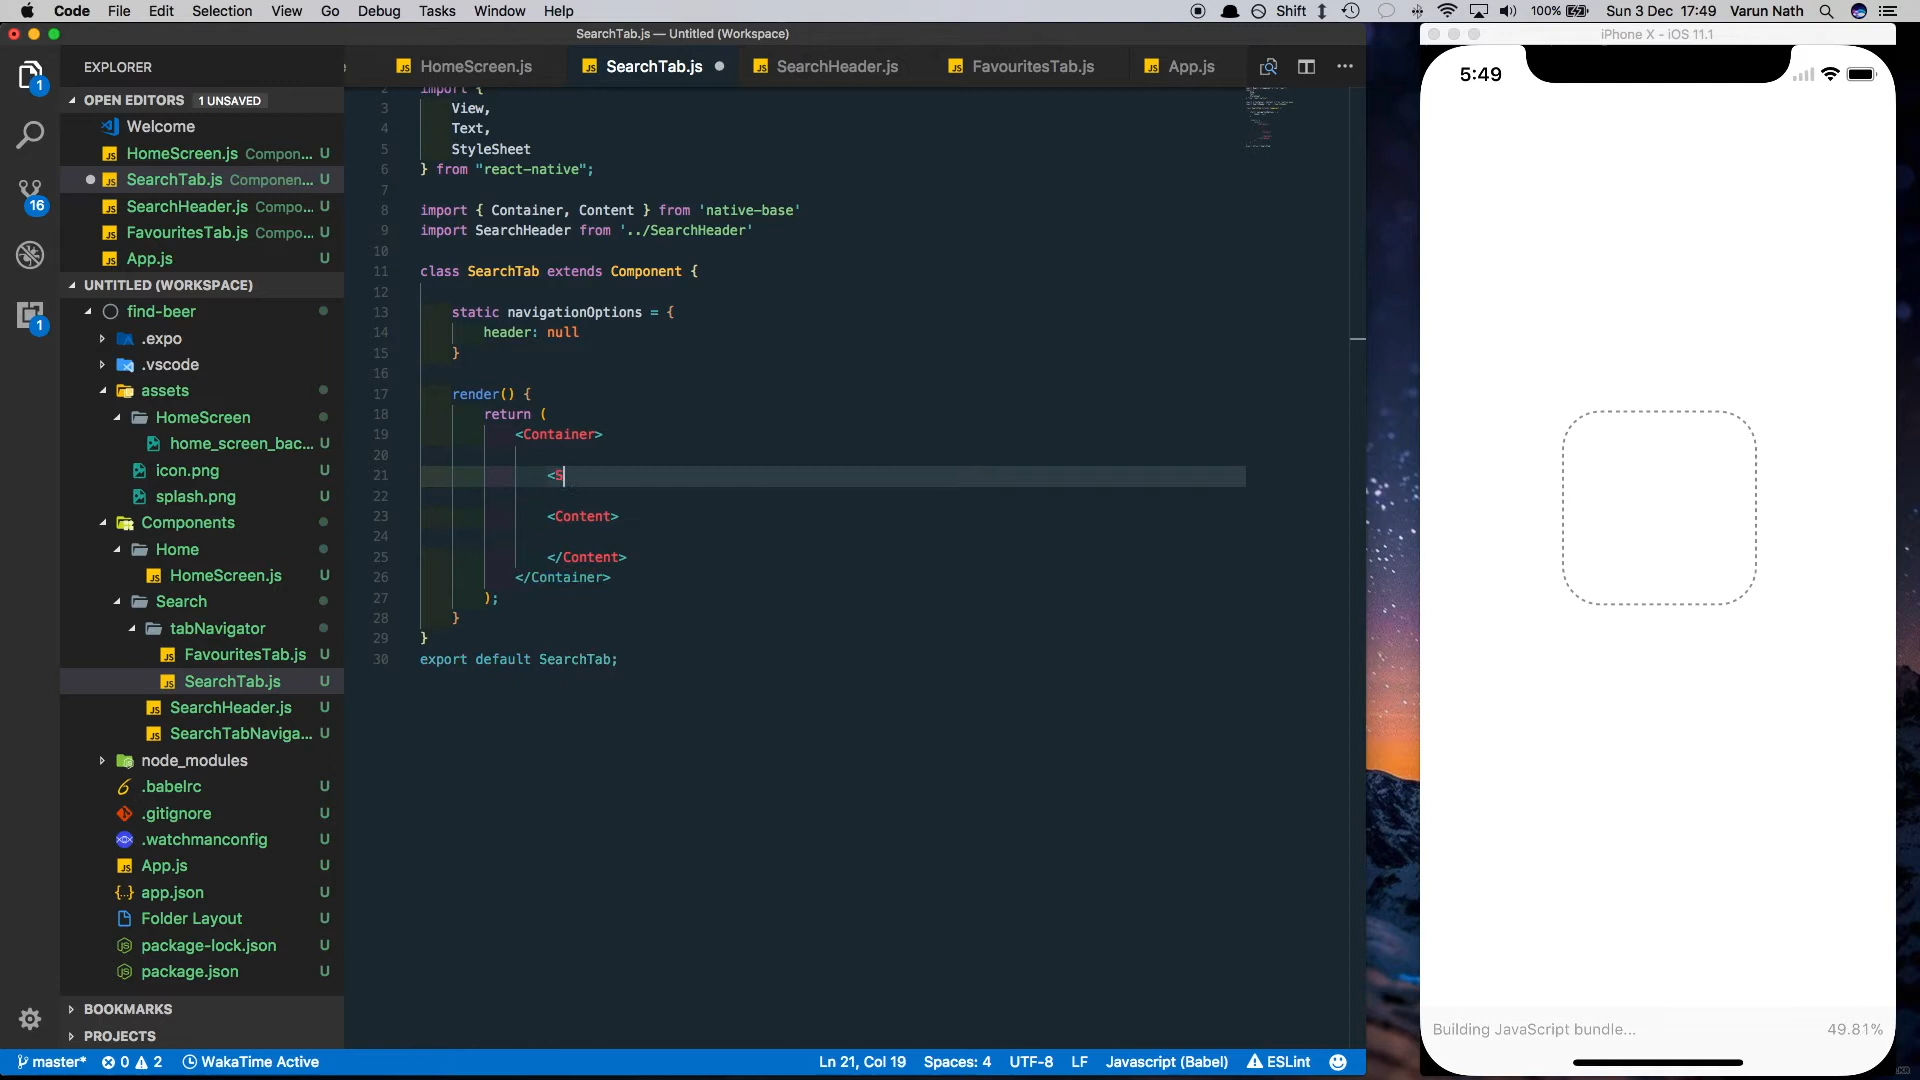 Code File Edit Selection View Go Debug Tasks Window Help Shift 100% Sun 3 Dec 17:49 Varun Nath
SearchTab.js — Untitled (Workspace)
iPhone X - iOS 11.1
EXPLORER
HomeScreen.js SearchTab.js SearchHeader.js FavouritesTab.js App.js
OPEN EDITORS 1 UNSAVED
Welcome
HomeScreen.js Compon... U
SearchTab.js Componen... U
SearchHeader.js Compo... U
FavouritesTab.js Compo... U
App.js U
UNTITLED (WORKSPACE)
find-beer
.expo
.vscode
assets
HomeScreen
home_screen_bac... U
icon.png U
splash.png U
Components
Home
HomeScreen.js U
Search
tabNavigator
FavouritesTab.js U
SearchTab.js U
SearchHeader.js U
SearchTabNaviga... U
node_modules
.babelrc U
.gitignore U
.watchmanconfig U
App.js U
app.json U
Folder Layout U
package-lock.json U
package.json U
BOOKMARKS
PROJECTS
1
16
1
2 import {
3 View,
4 Text,
5 StyleSheet
6 } from "react-native";
7
8 import { Container, Content } from 'native-base'
9 import SearchHeader from '../SearchHeader'
10
11 class SearchTab extends Component {
12
13 static navigationOptions = {
14 header: null
15 }
16
17 render() {
18 return (
19 <Container>
20
21 <S
22
23 <Content>
24
25 </Content>
26 </Container>
27 );
28 }
29 }
30 export default SearchTab;
5:49
Building JavaScript bundle... 49.81%
master* 0 2 WakaTime Active Ln 21, Col 19 Spaces: 4 UTF-8 LF Javascript (Babel) ESLint